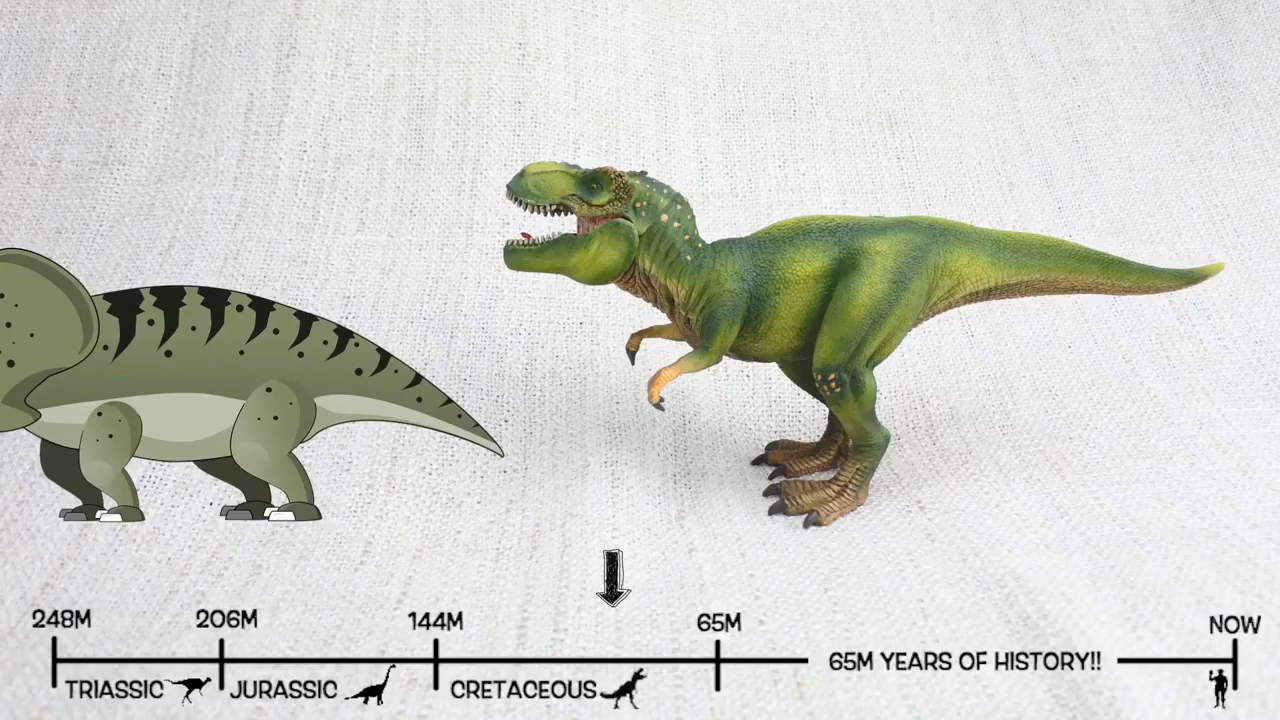 248M 206M 144M 65M NOW
65M YEARS OF HISTORY!!
TRIASSIC JURASSIC CRETACEOUS